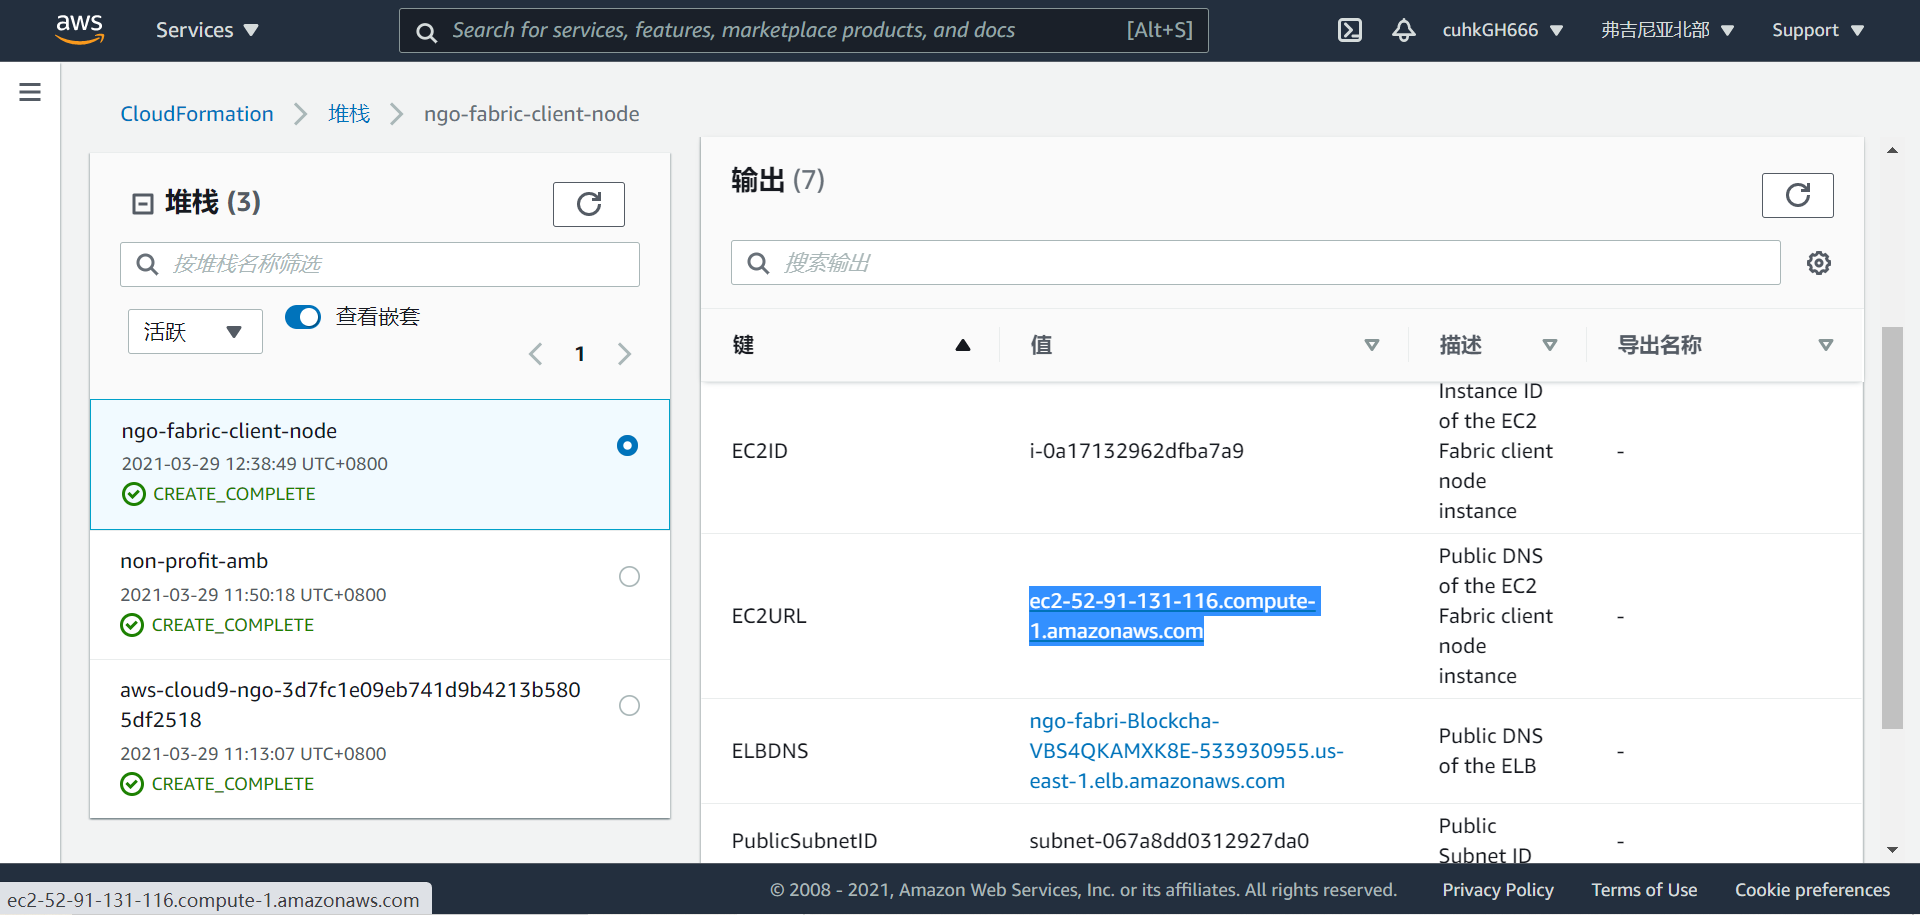 aws
Services
Search for services, features, marketplace products, and docs
[Alt+S]
cuhkGH666
弗吉尼亚北部
Support
CloudFormation
堆栈
ngo-fabric-client-node
堆栈 (3)
按堆栈名称筛选
活跃
查看嵌套
1
ngo-fabric-client-node
2021-03-29 12:38:49 UTC+0800
CREATE_COMPLETE
non-profit-amb
2021-03-29 11:50:18 UTC+0800
CREATE_COMPLETE
aws-cloud9-ngo-3d7fc1e09eb741d9b4213b580
5df2518
2021-03-29 11:13:07 UTC+0800
CREATE_COMPLETE
输出 (7)
搜索输出
键
值
描述
导出名称
EC2ID
i-0a17132962dfba7a9
Instance ID
of the EC2
Fabric client
node
instance
-
EC2URL
ec2-52-91-131-116.compute-
1.amazonaws.com
Public DNS
of the EC2
Fabric client
node
instance
-
ELBDNS
ngo-fabri-Blockcha-
VBS4QKAMXK8E-533930955.us-
east-1.elb.amazonaws.com
Public DNS
of the ELB
-
PublicSubnetID
subnet-067a8dd0312927da0
Public
Subnet ID
-
© 2008 - 2021, Amazon Web Services, Inc. or its affiliates. All rights reserved.
Privacy Policy
Terms of Use
Cookie preferences
ec2-52-91-131-116.compute-1.amazonaws.com